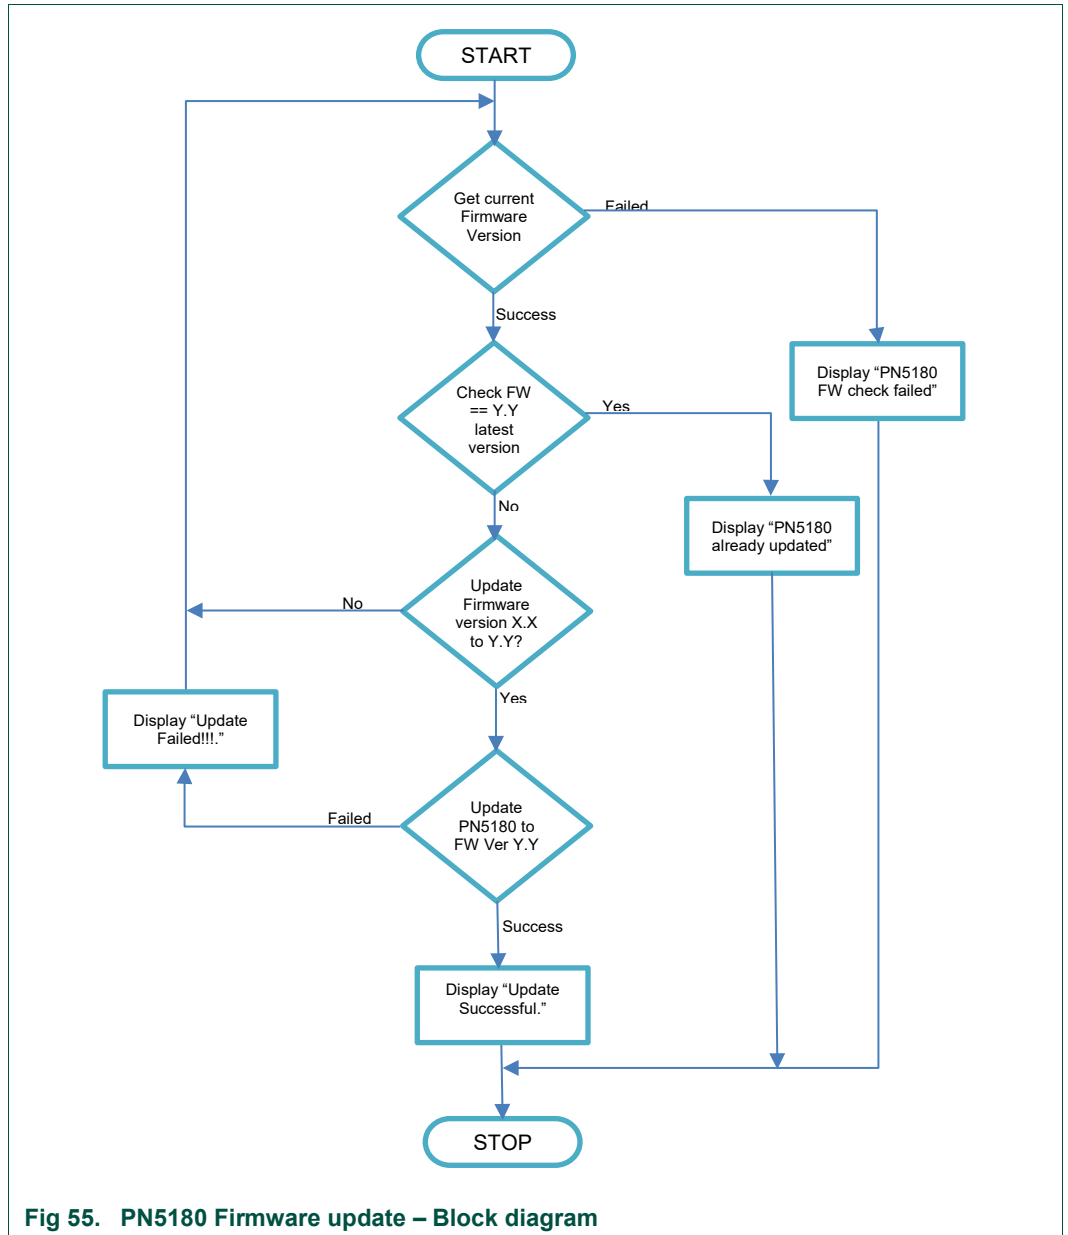 START
Get current
Firmware
Version
Failed
Success
Display “PN5180
FW check failed”
Check FW
== Y.Y
latest
version
Yes
No
Display “PN5180
already updated”
Update
Firmware
version X.X
to Y.Y?
No
Yes
Display “Update
Failed!!!.”
Update
PN5180 to
FW Ver Y.Y
Failed
Success
Display “Update
Successful.”
STOP
Fig 55. PN5180 Firmware update – Block diagram